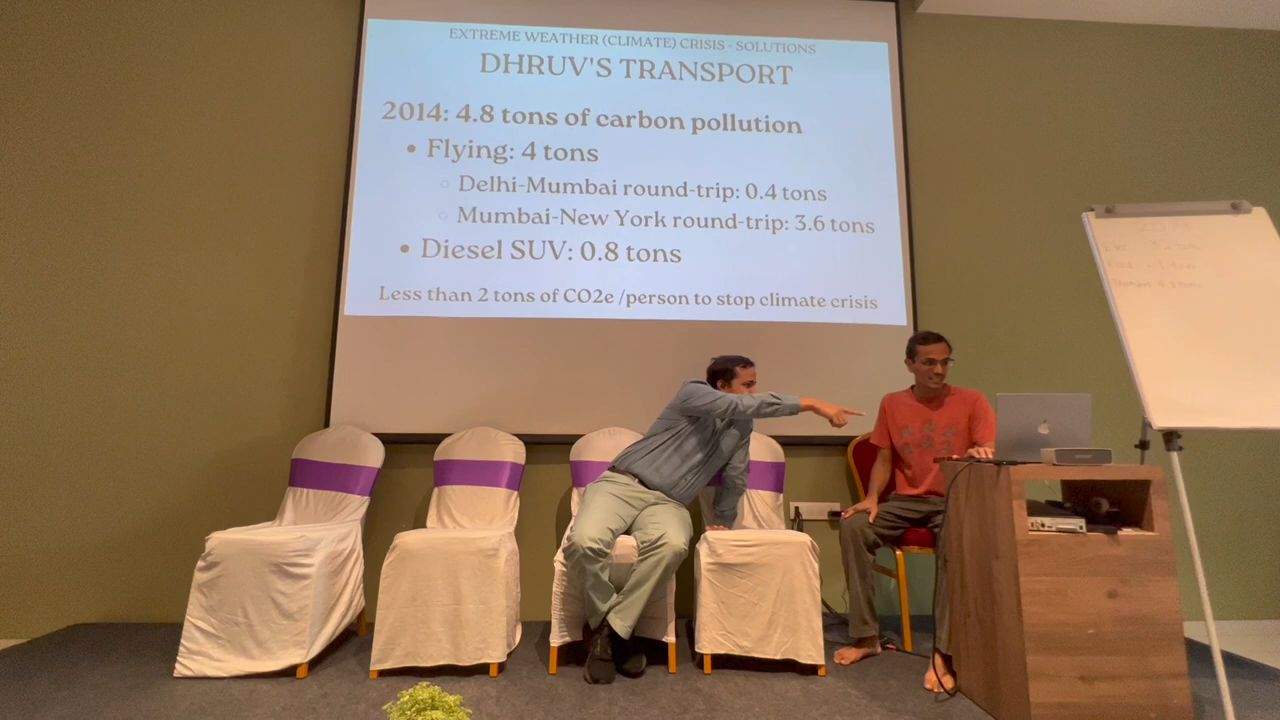 EXTREME WEATHER (CLIMATE) CRISIS - SOLUTIONS
DHRUV'S TRANSPORT
2014: 4.8 tons of carbon pollution
• Flying: 4 tons
○ Delhi-Mumbai round-trip: 0.4 tons
○ Mumbai-New York round-trip: 3.6 tons
• Diesel SUV: 0.8 tons
Less than 2 tons of CO2e /person to stop climate crisis